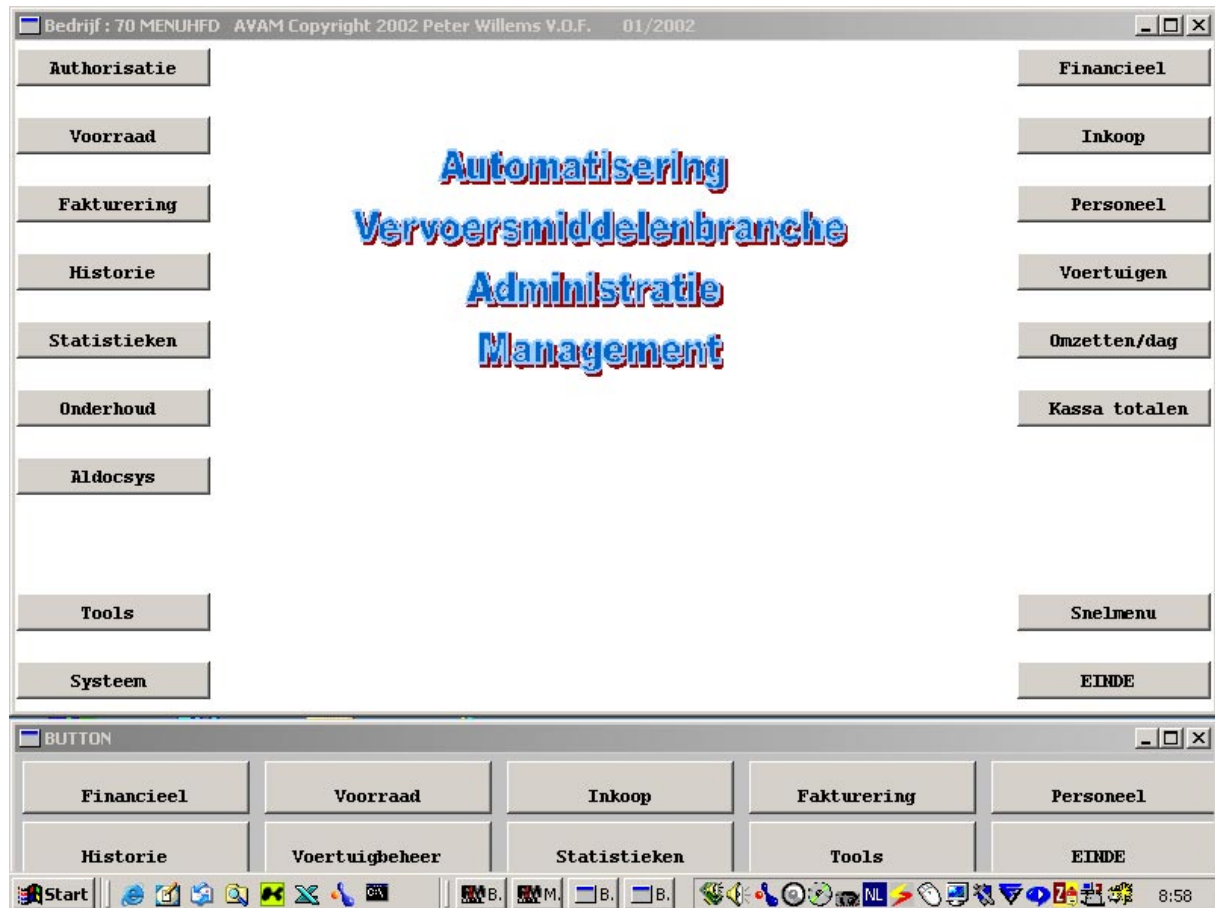 Bedrijf : 70 MENUHFD AVAM Copyright 2002 Peter Willems V.O.F. 01/2002
Authorisatie
Financieel
Voorraad
Inkoop
Automatisering
Fakturering
Personeel
Vervoersmiddelenbranche
Historie
Voertuigen
Administratie
Statistieken
Omzetten/dag
Management
Onderhoud
Kassa totalen
Aldocsys
Tools
Snelmenu
Systeem
EINDE
BUTTON
Financieel Voorraad Inkoop Fakturering Personeel
Historie Voertuigbeheer Statistieken Tools EINDE
Start B. M. B. B. NL 8:58